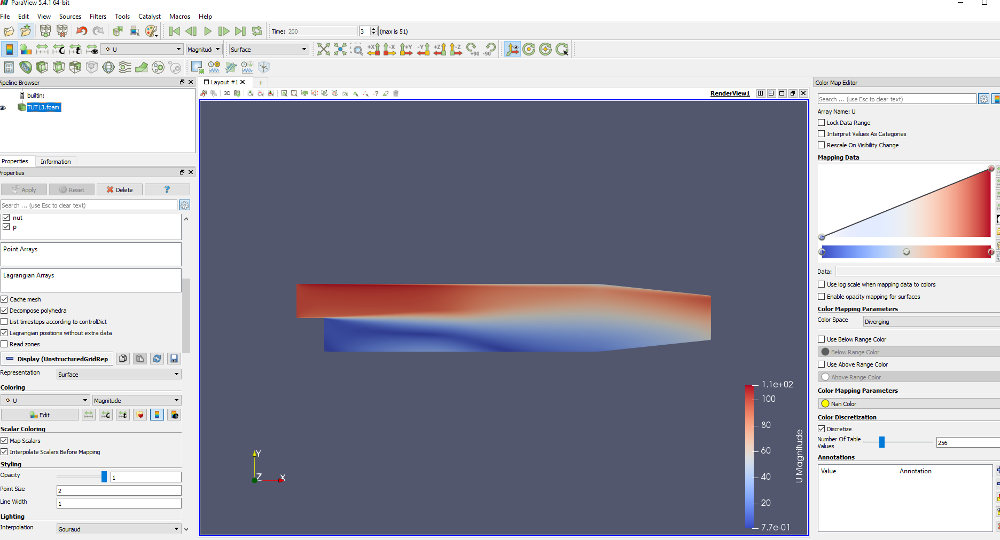 ParaView 5.4.1 64-bit
File Edit View Sources Filters Tools Catalyst Macros Help
Time: 200 3 (max is 51)
U Magnitude Surface +X -X +Y -Y +Z -Z +90 -90
Pipeline Browser
builtin:
TUT13.foam
Properties Information
Properties
Apply Reset Delete ?
Search ... (use Esc to clear text)
nut
p
Point Arrays
Lagrangian Arrays
Cache mesh
Decompose polyhedra
List timesteps according to controlDict
Lagrangian positions without extra data
Read zones
Display (UnstructuredGridRep
Representation Surface
Coloring
U Magnitude
Edit
Scalar Coloring
Map Scalars
Interpolate Scalars Before Mapping
Styling
Opacity 1
Point Size 2
Line Width 1
Lighting
Interpolation Gouraud
Layout #1 +
3D RenderView1
1.1e+02
100
80
60
40
20
7.7e-01
U Magnitude
Y
Z X
Color Map Editor
Search ... (use Esc to clear text)
Array Name: U
Lock Data Range
Interpret Values As Categories
Rescale On Visibility Change
Mapping Data
Data:
Use log scale when mapping data to colors
Enable opacity mapping for surfaces
Color Mapping Parameters
Color Space Diverging
Use Below Range Color
Below Range Color
Use Above Range Color
Above Range Color
Color Mapping Parameters
Nan Color
Color Discretization
Discretize
Number Of Table
Values 256
Annotations
Value Annotation